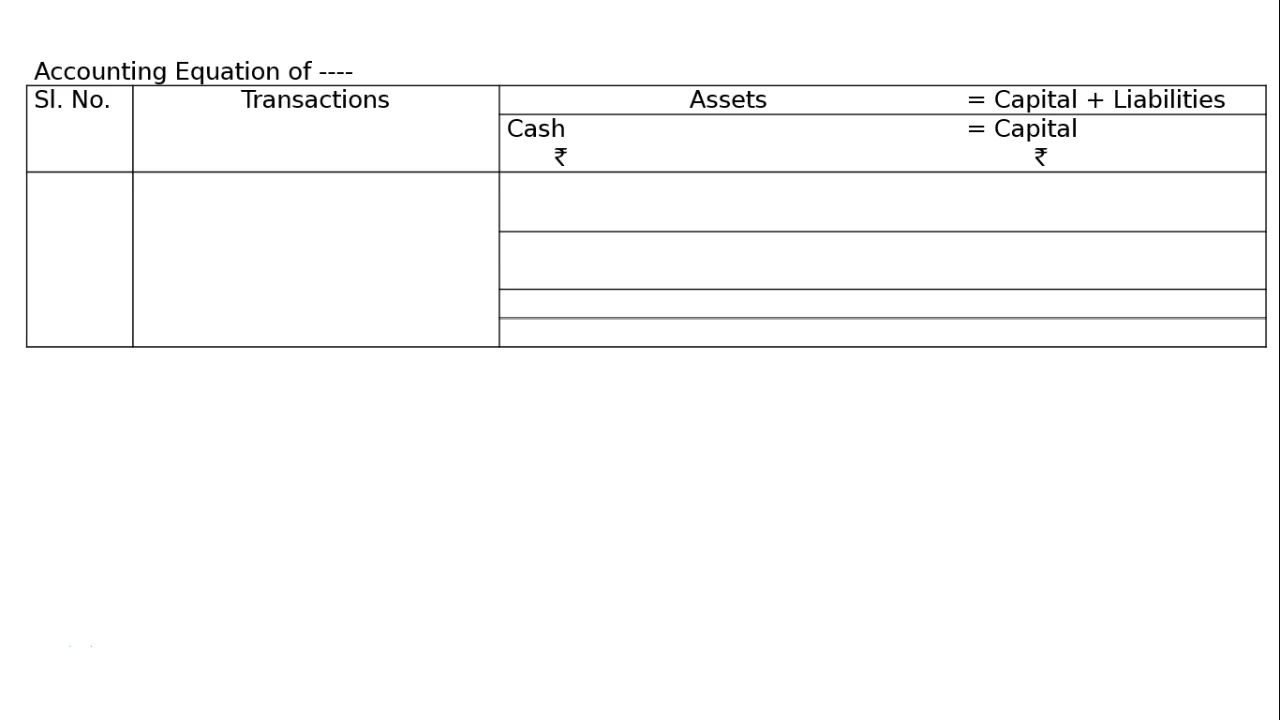 Accounting Equation of ----
Sl. No. Transactions Assets = Capital + Liabilities
Cash = Capital
₹ ₹